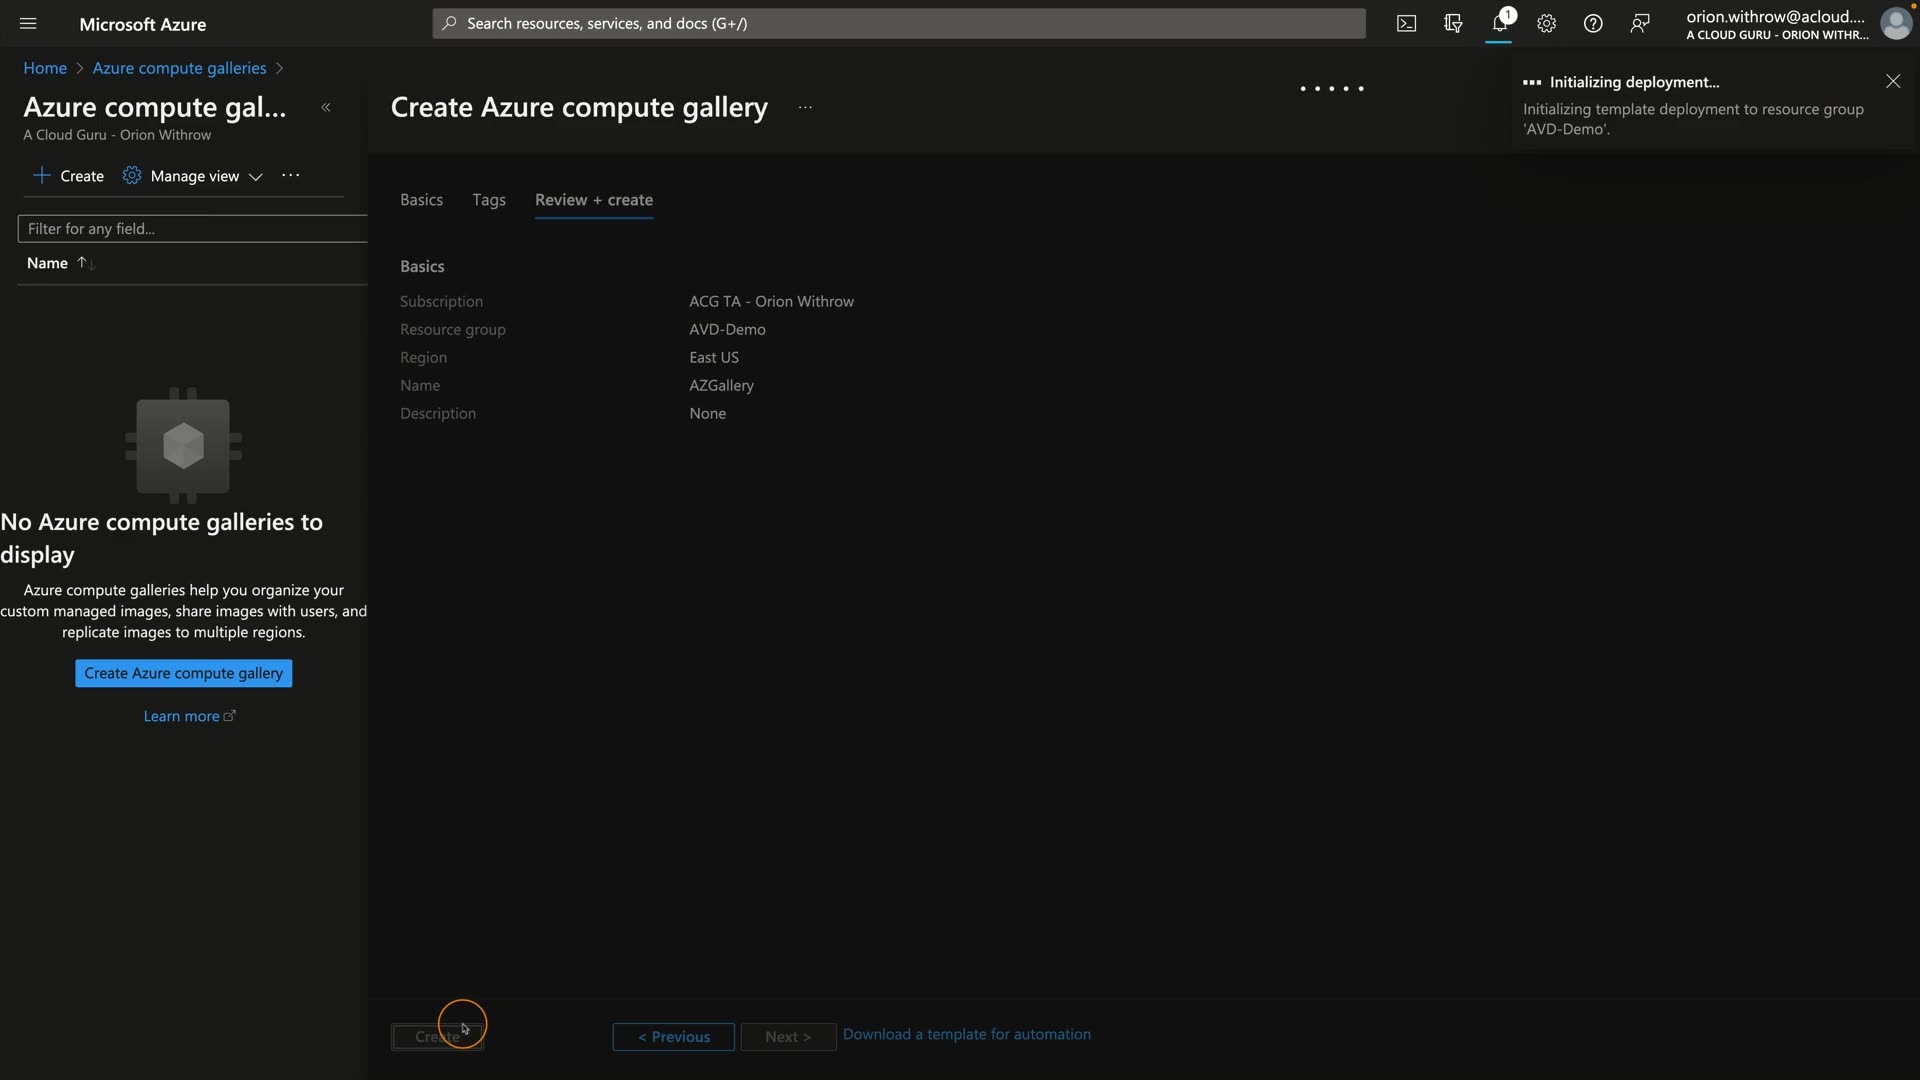 Microsoft Azure
Search resources, services, and docs (G+/)
1
orion.withrow@acloud....
A CLOUD GURU - ORION WITHR...
Home > Azure compute galleries >
Azure compute gal...
A Cloud Guru - Orion Withrow
Create
Manage view
Filter for any field...
Name
No Azure compute galleries to
display
Azure compute galleries help you organize your
custom managed images, share images with users, and
replicate images to multiple regions.
Create Azure compute gallery
Learn more
Create Azure compute gallery
Basics
Tags
Review + create
Basics
Subscription ACG TA - Orion Withrow
Resource group AVD-Demo
Region East US
Name AZGallery
Description None
Create
< Previous
Next >
Download a template for automation
Initializing deployment...
Initializing template deployment to resource group
'AVD-Demo'.